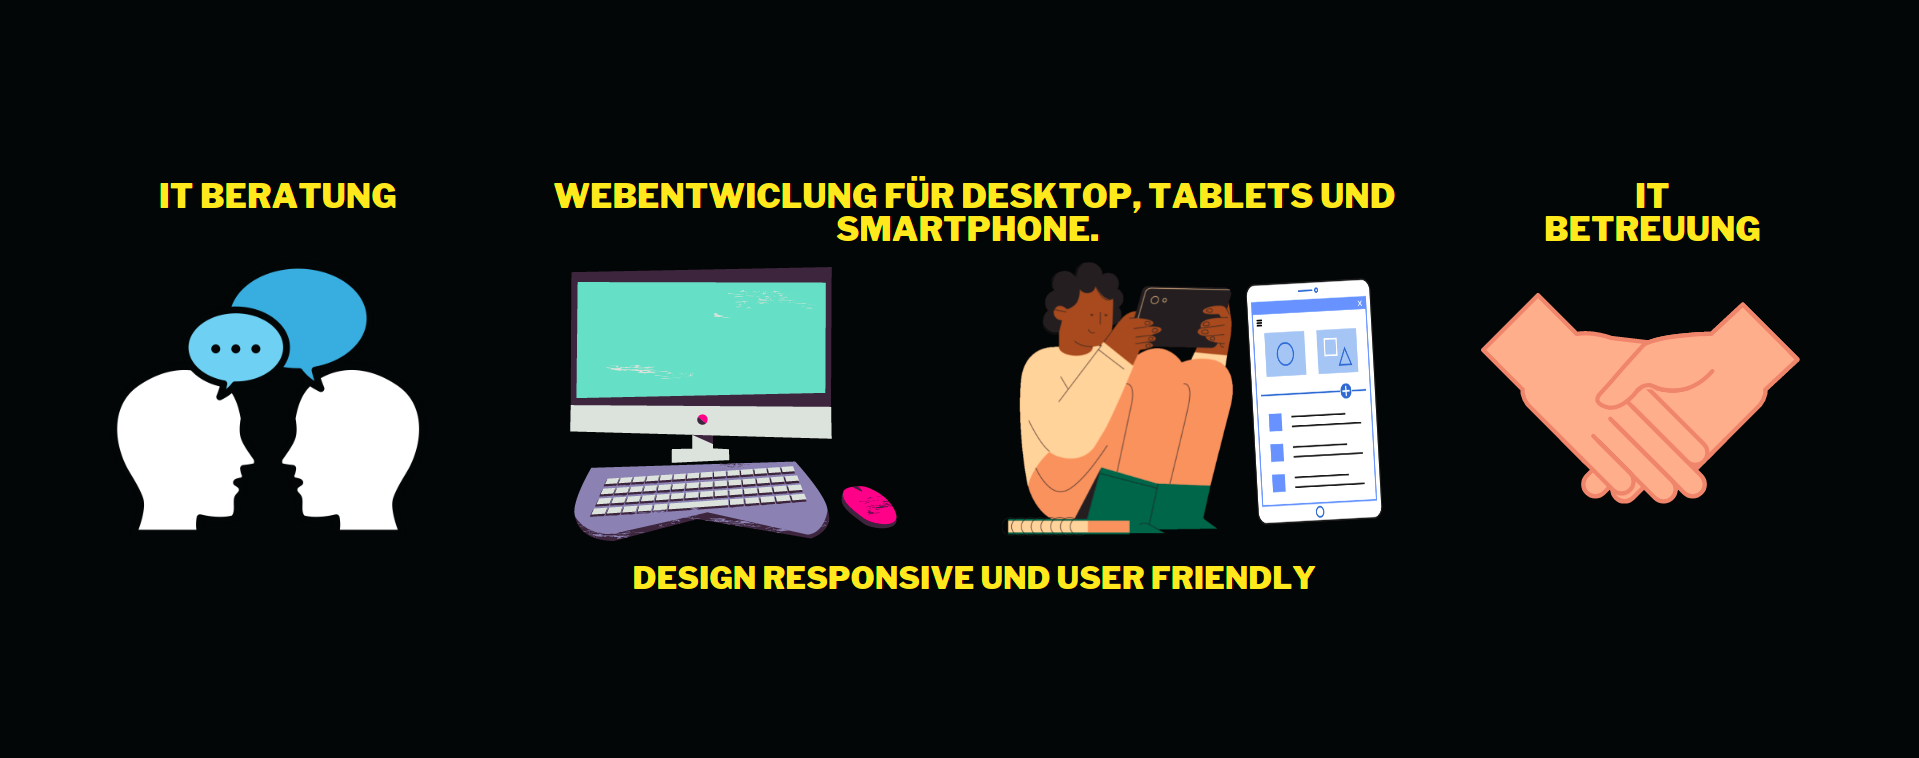 IT BERATUNG
WEBENTWICLUNG FÜR DESKTOP, TABLETS UND
SMARTPHONE.
IT
BETREUUNG
X
DESIGN RESPONSIVE UND USER FRIENDLY